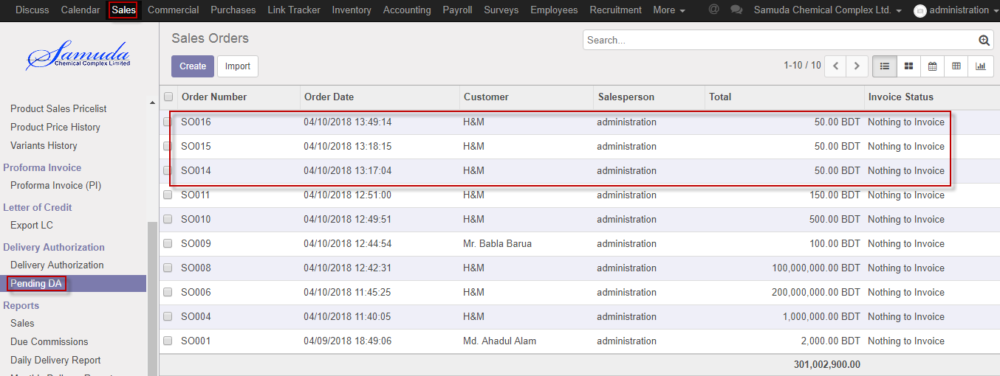 Discuss Calendar Sales Commercial Purchases Link Tracker Inventory Accounting Payroll Surveys Employees Recruitment More @ Samuda Chemical Complex Ltd. administration
Samuda
Chemical Complex Limited
Sales Orders
Search...
Create Import
1-10 / 10
Product Sales Pricelist
Product Price History
Variants History
Proforma Invoice
Proforma Invoice (PI)
Letter of Credit
Export LC
Delivery Authorization
Delivery Authorization
Pending DA
Reports
Sales
Due Commissions
Daily Delivery Report
Order Number Order Date Customer Salesperson Total Invoice Status
SO016 04/10/2018 13:49:14 H&M administration 50.00 BDT Nothing to Invoice
SO015 04/10/2018 13:18:15 H&M administration 50.00 BDT Nothing to Invoice
SO014 04/10/2018 13:17:04 H&M administration 50.00 BDT Nothing to Invoice
SO011 04/10/2018 12:51:00 H&M administration 150.00 BDT Nothing to Invoice
SO010 04/10/2018 12:49:51 H&M administration 500.00 BDT Nothing to Invoice
SO009 04/10/2018 12:44:54 Mr. Babla Barua administration 100.00 BDT Nothing to Invoice
SO008 04/10/2018 12:42:31 H&M administration 100,000,000.00 BDT Nothing to Invoice
SO006 04/10/2018 11:45:25 H&M administration 200,000,000.00 BDT Nothing to Invoice
SO004 04/10/2018 11:40:05 H&M administration 1,000,000.00 BDT Nothing to Invoice
SO001 04/09/2018 18:49:06 Md. Ahadul Alam administration 2,000.00 BDT Nothing to Invoice
301,002,900.00